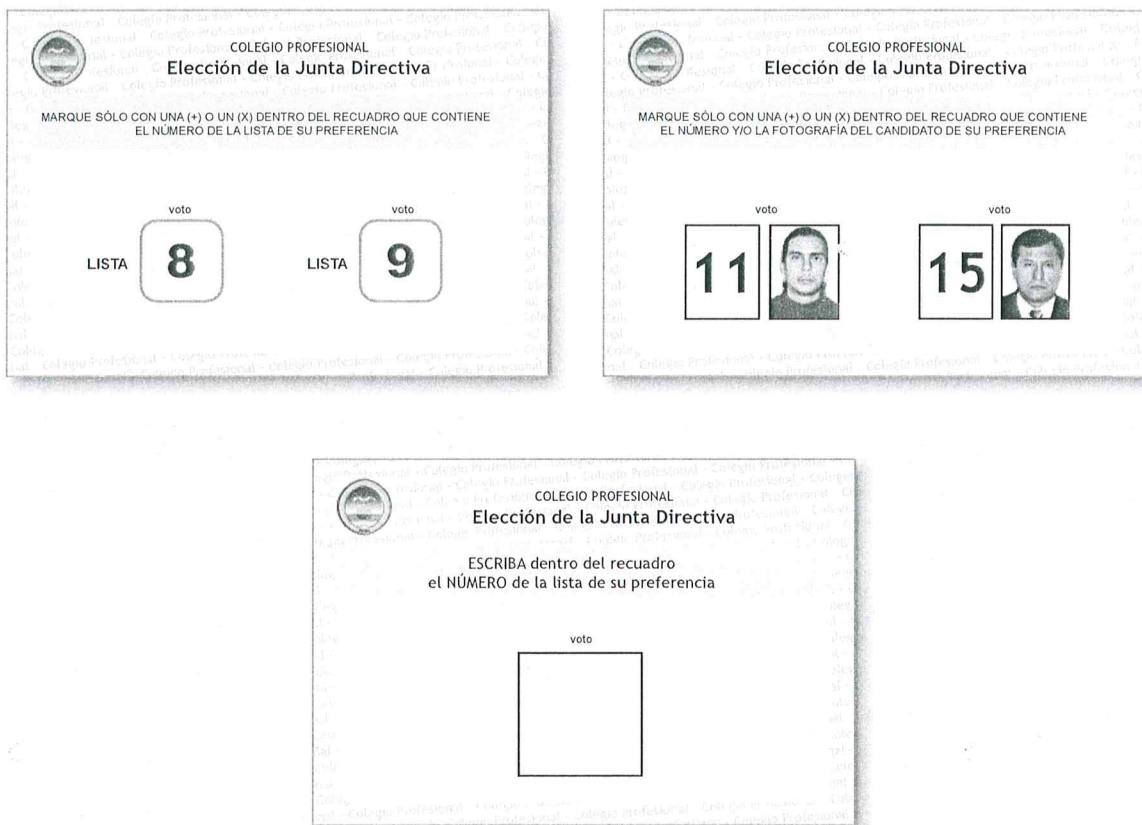 COLEGIO PROFESIONAL
Elección de la Junta Directiva
MARQUE SÓLO CON UNA (+) O UN (X) DENTRO DEL RECUADRO QUE CONTIENE
EL NÚMERO DE LA LISTA DE SU PREFERENCIA
voto
voto
LISTA 8
LISTA 9
COLEGIO PROFESIONAL
Elección de la Junta Directiva
MARQUE SÓLO CON UNA (+) O UN (X) DENTRO DEL RECUADRO QUE CONTIENE
EL NÚMERO Y/O LA FOTOGRAFÍA DEL CANDIDATO DE SU PREFERENCIA
voto
voto
11
15
COLEGIO PROFESIONAL
Elección de la Junta Directiva
ESCRIBA dentro del recuadro
el NÚMERO de la lista de su preferencia
voto